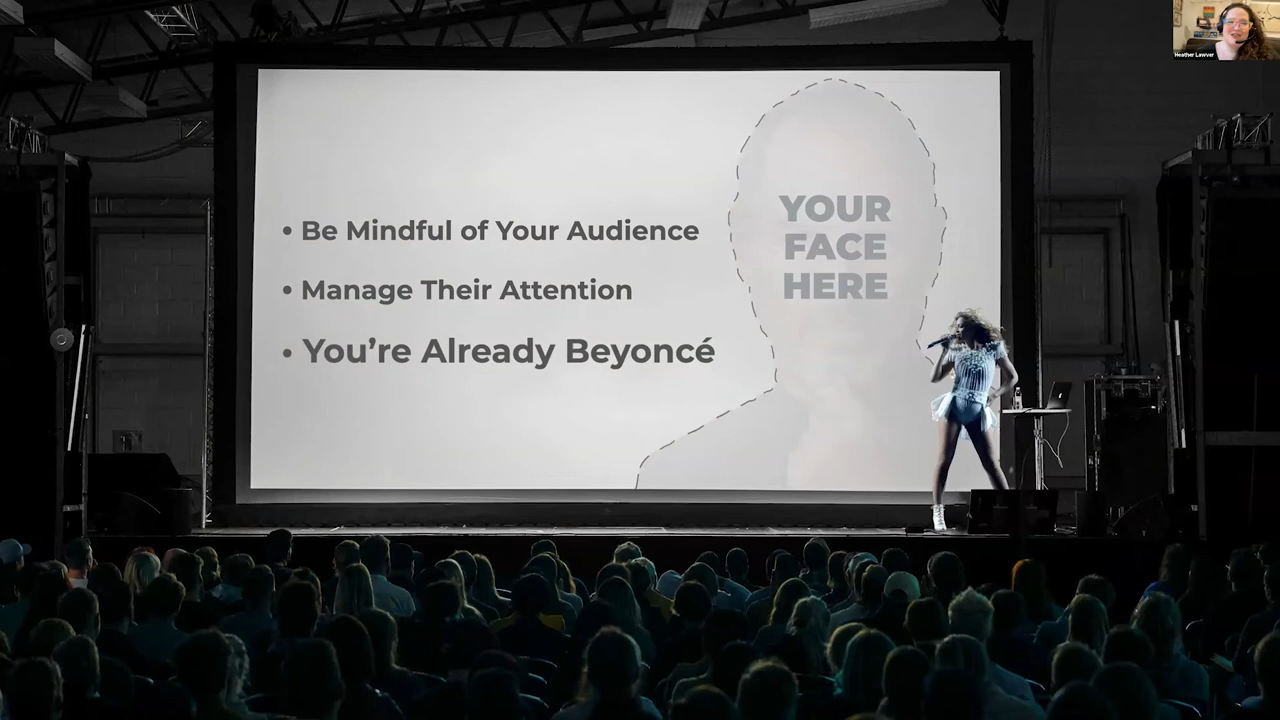 Heather Lawver
• Be Mindful of Your Audience
• Manage Their Attention
• You're Already Beyoncé
YOUR
FACE
HERE